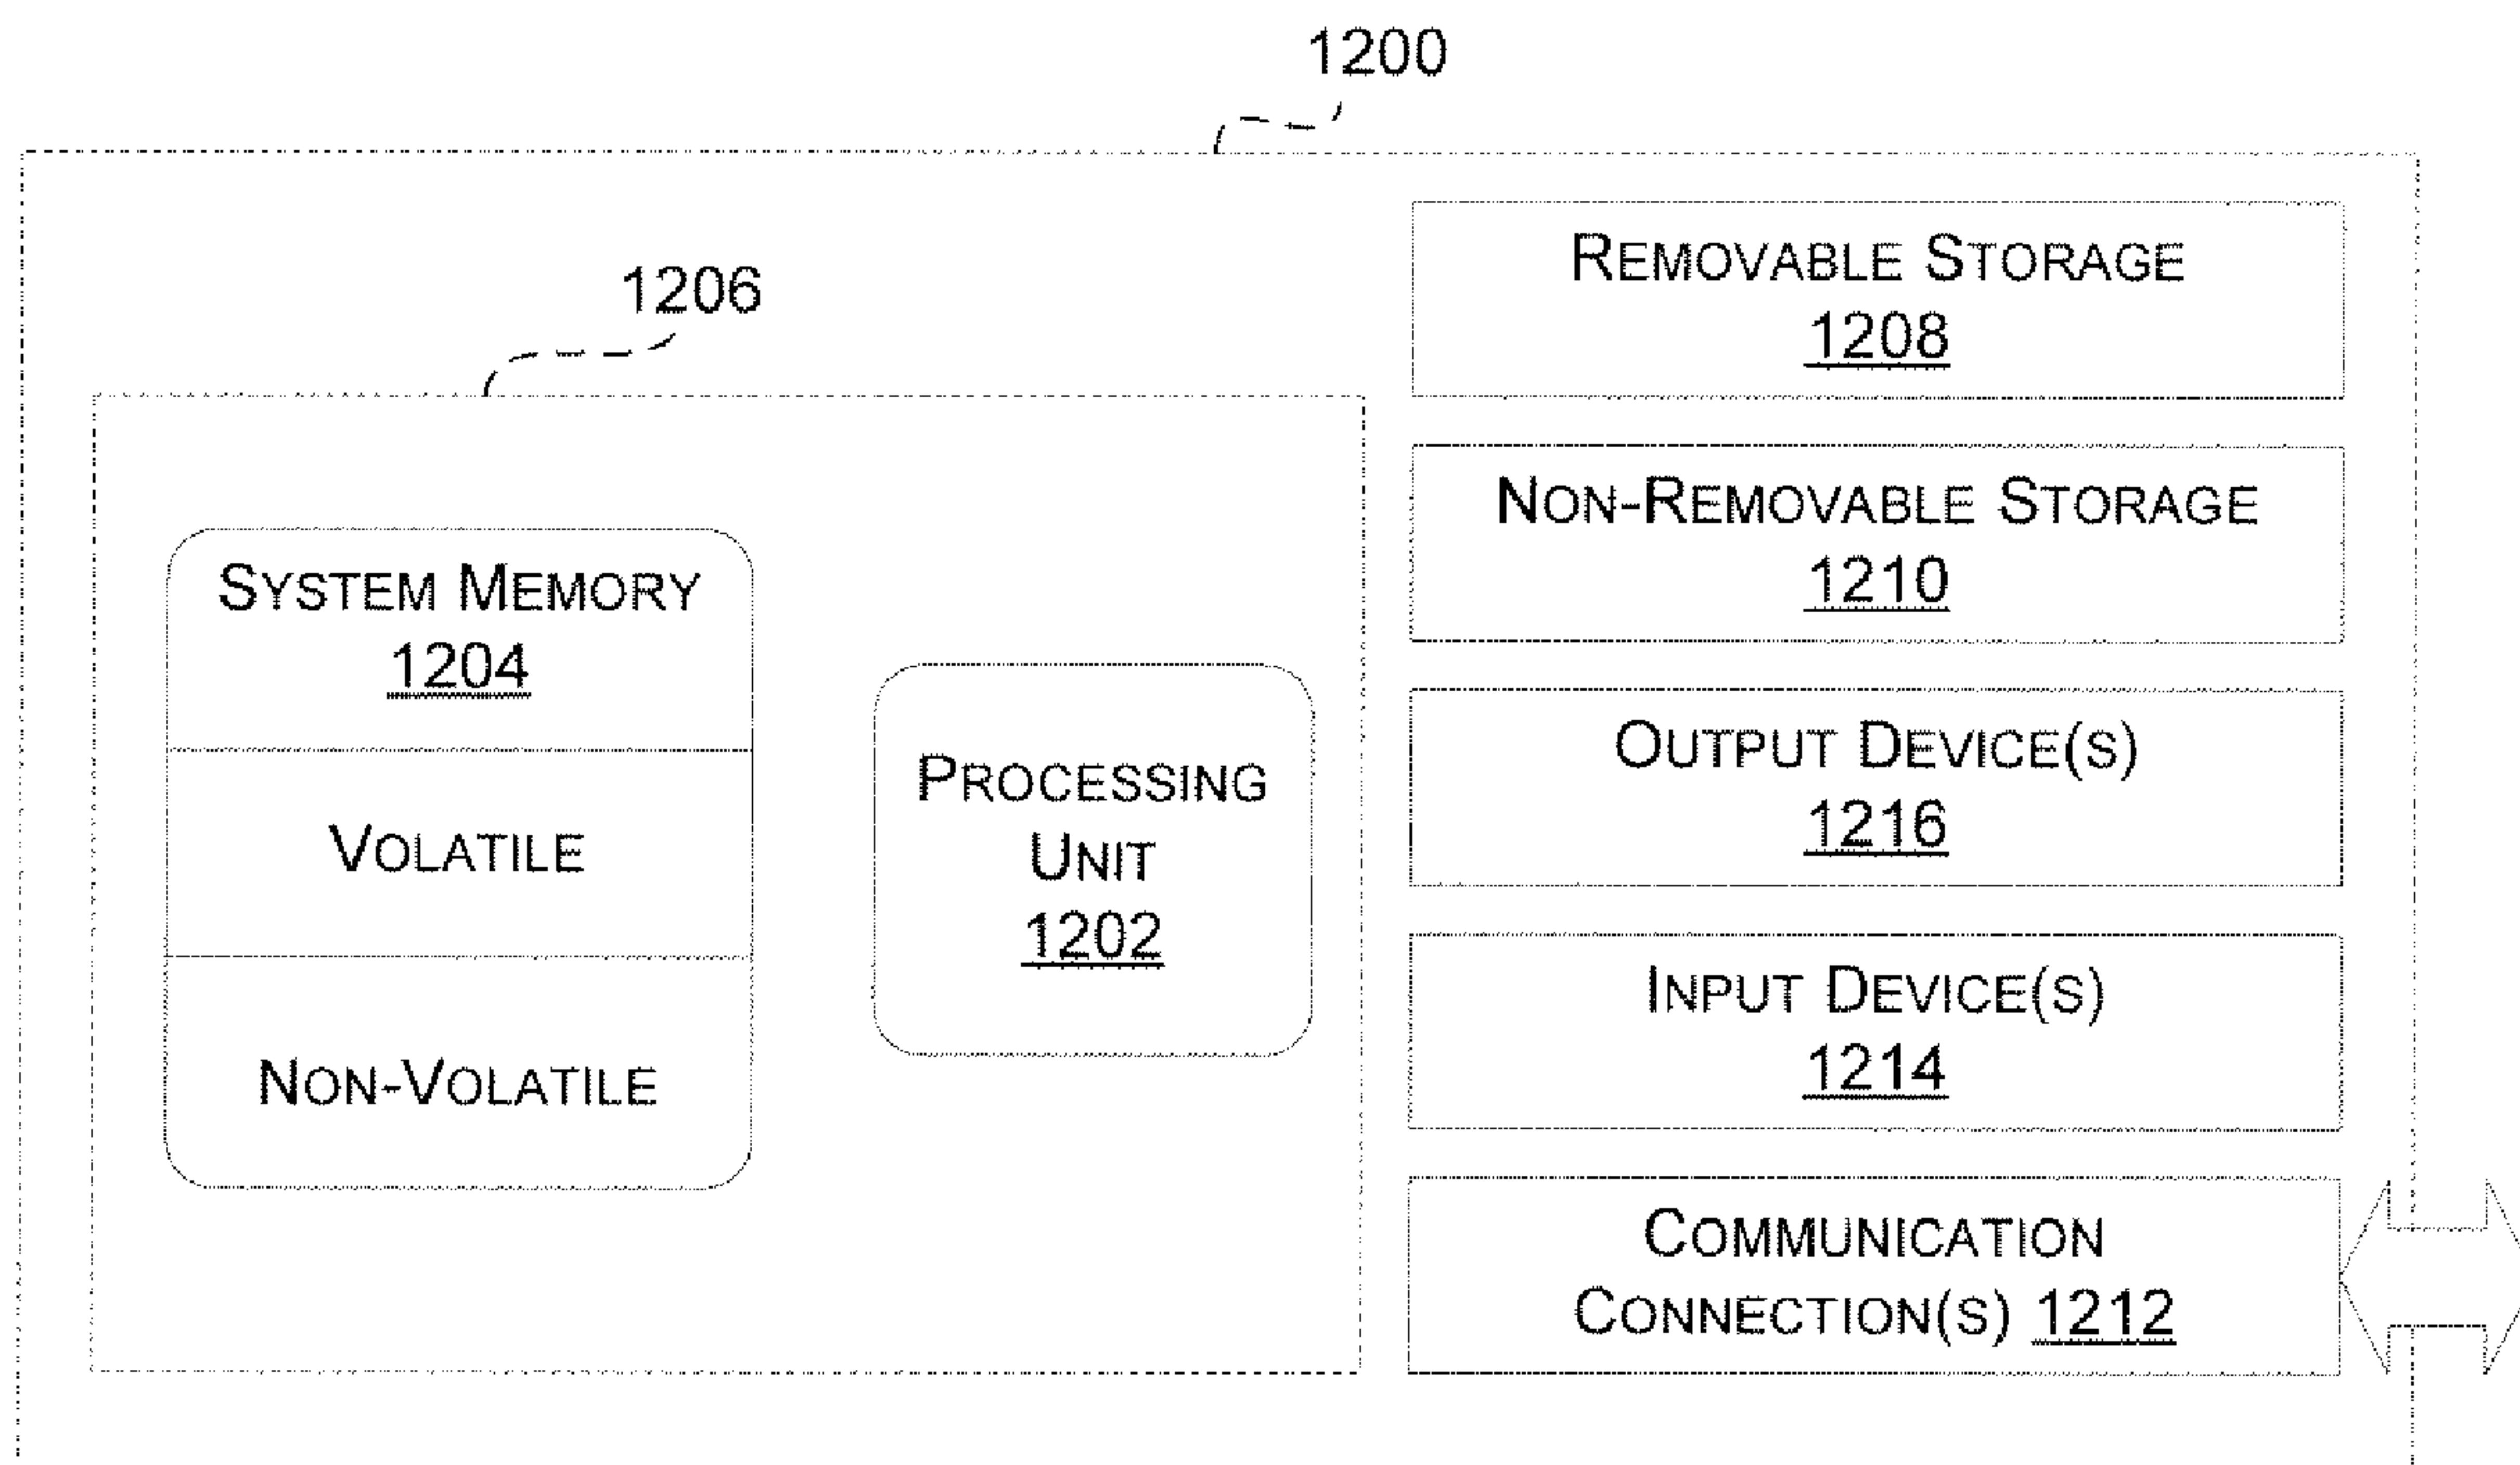 1200
1206
SYSTEM MEMORY
1204
VOLATILE
NON-VOLATILE
PROCESSING
UNIT
1202
REMOVABLE STORAGE
1208
NON-REMOVABLE STORAGE
1210
OUTPUT DEVICE(S)
1216
INPUT DEVICE(S)
1214
COMMUNICATION
CONNECTION(S) 1212